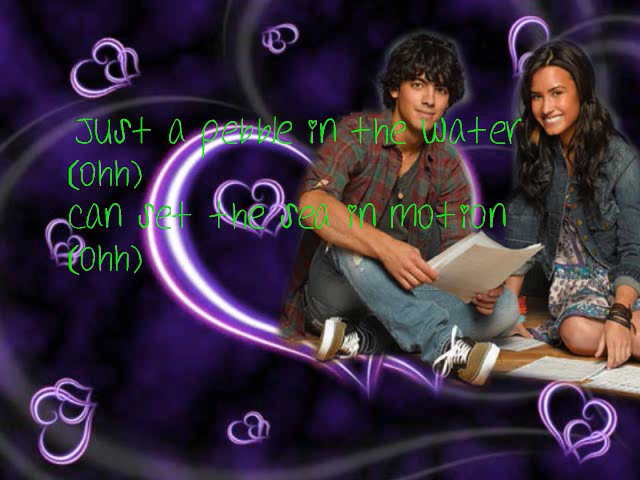 Just a pebble in the water
(Ohh)
can set the sea in motion
(Ohh)